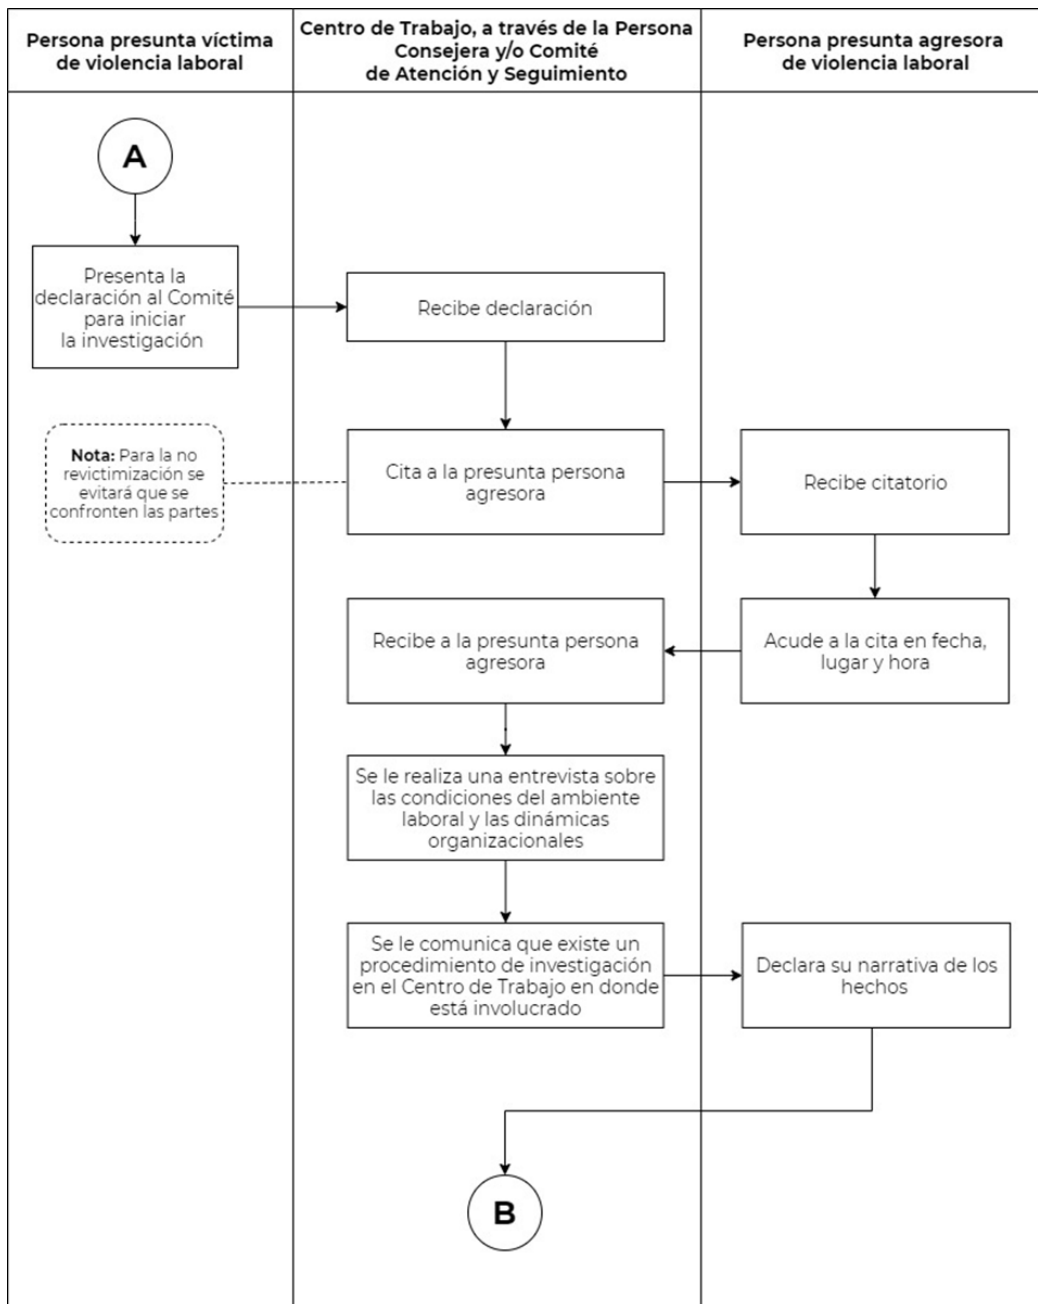 Persona presunta víctima
de violencia laboral
Centro de Trabajo, a través de la Persona
Consejera y/o Comité
de Atención y Seguimiento
Persona presunta agresora
de violencia laboral
A
Presenta la
declaración al Comité
para iniciar
la investigación
Recibe declaración
Nota: Para la no
revictimización se
evitará que se
confronten las partes
Cita a la presunta persona
agresora
Recibe citatorio
Acude a la cita en fecha,
lugar y hora
Recibe a la presunta persona
agresora
Se le realiza una entrevista sobre
las condiciones del ambiente
laboral y las dinámicas
organizacionales
Se le comunica que existe un
procedimiento de investigación
en el Centro de Trabajo en donde
está involucrado
Declara su narrativa de los
hechos
B